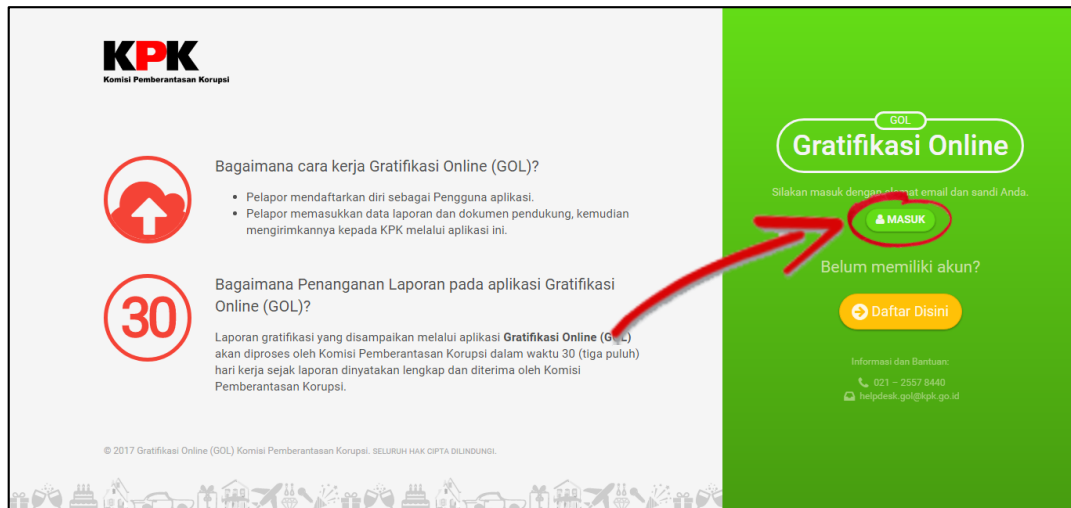 KPK
Komisi Pemberantasan Korupsi
Bagaimana cara kerja Gratifikasi Online (GOL)?
• Pelapor mendaftarkan diri sebagai Pengguna aplikasi.
• Pelapor memasukkan data laporan dan dokumen pendukung, kemudian
mengirimkannya kepada KPK melalui aplikasi ini.
30
Bagaimana Penanganan Laporan pada aplikasi Gratifikasi
Online (GOL)?
Laporan gratifikasi yang disampaikan melalui aplikasi Gratifikasi Online (GOL)
akan diproses oleh Komisi Pemberantasan Korupsi dalam waktu 30 (tiga puluh)
hari kerja sejak laporan dinyatakan lengkap dan diterima oleh Komisi
Pemberantasan Korupsi.
© 2017 Gratifikasi Online (GOL) Komisi Pemberantasan Korupsi. SELURUH HAK CIPTA DILINDUNGI.
GOL
Gratifikasi Online
Silakan masuk dengan alamat email dan sandi Anda.
MASUK
Belum memiliki akun?
Daftar Disini
Informasi dan Bantuan:
021 – 2557 8440
helpdesk.gol@kpk.go.id